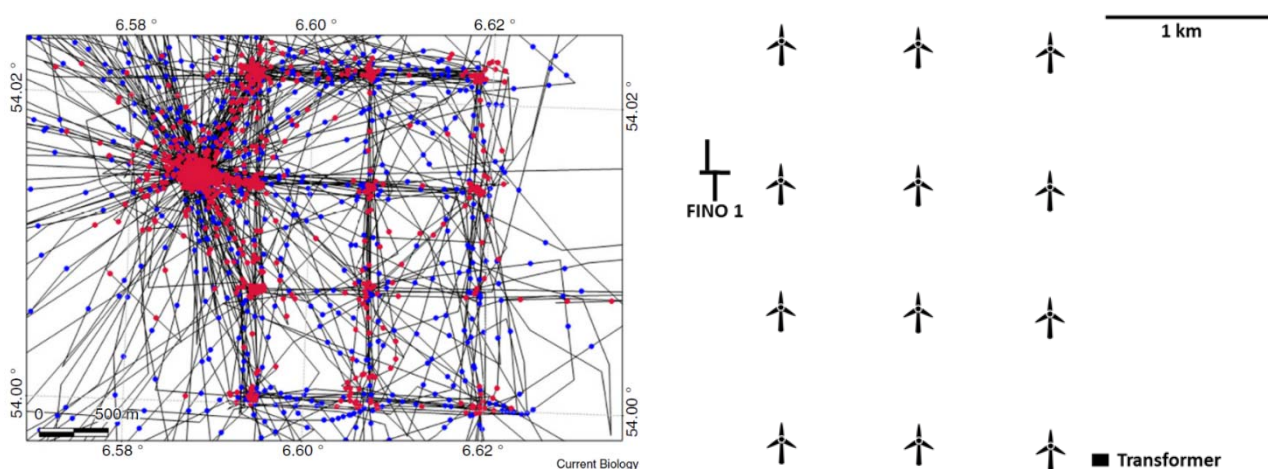 6.58 ° 6.60 ° 6.62 °
54.02 ° 54.02 °
54.00 ° 54.00 °
0 500 m
6.58 ° 6.60 ° 6.62 °
Current Biology
1 km
FINO 1
Transformer